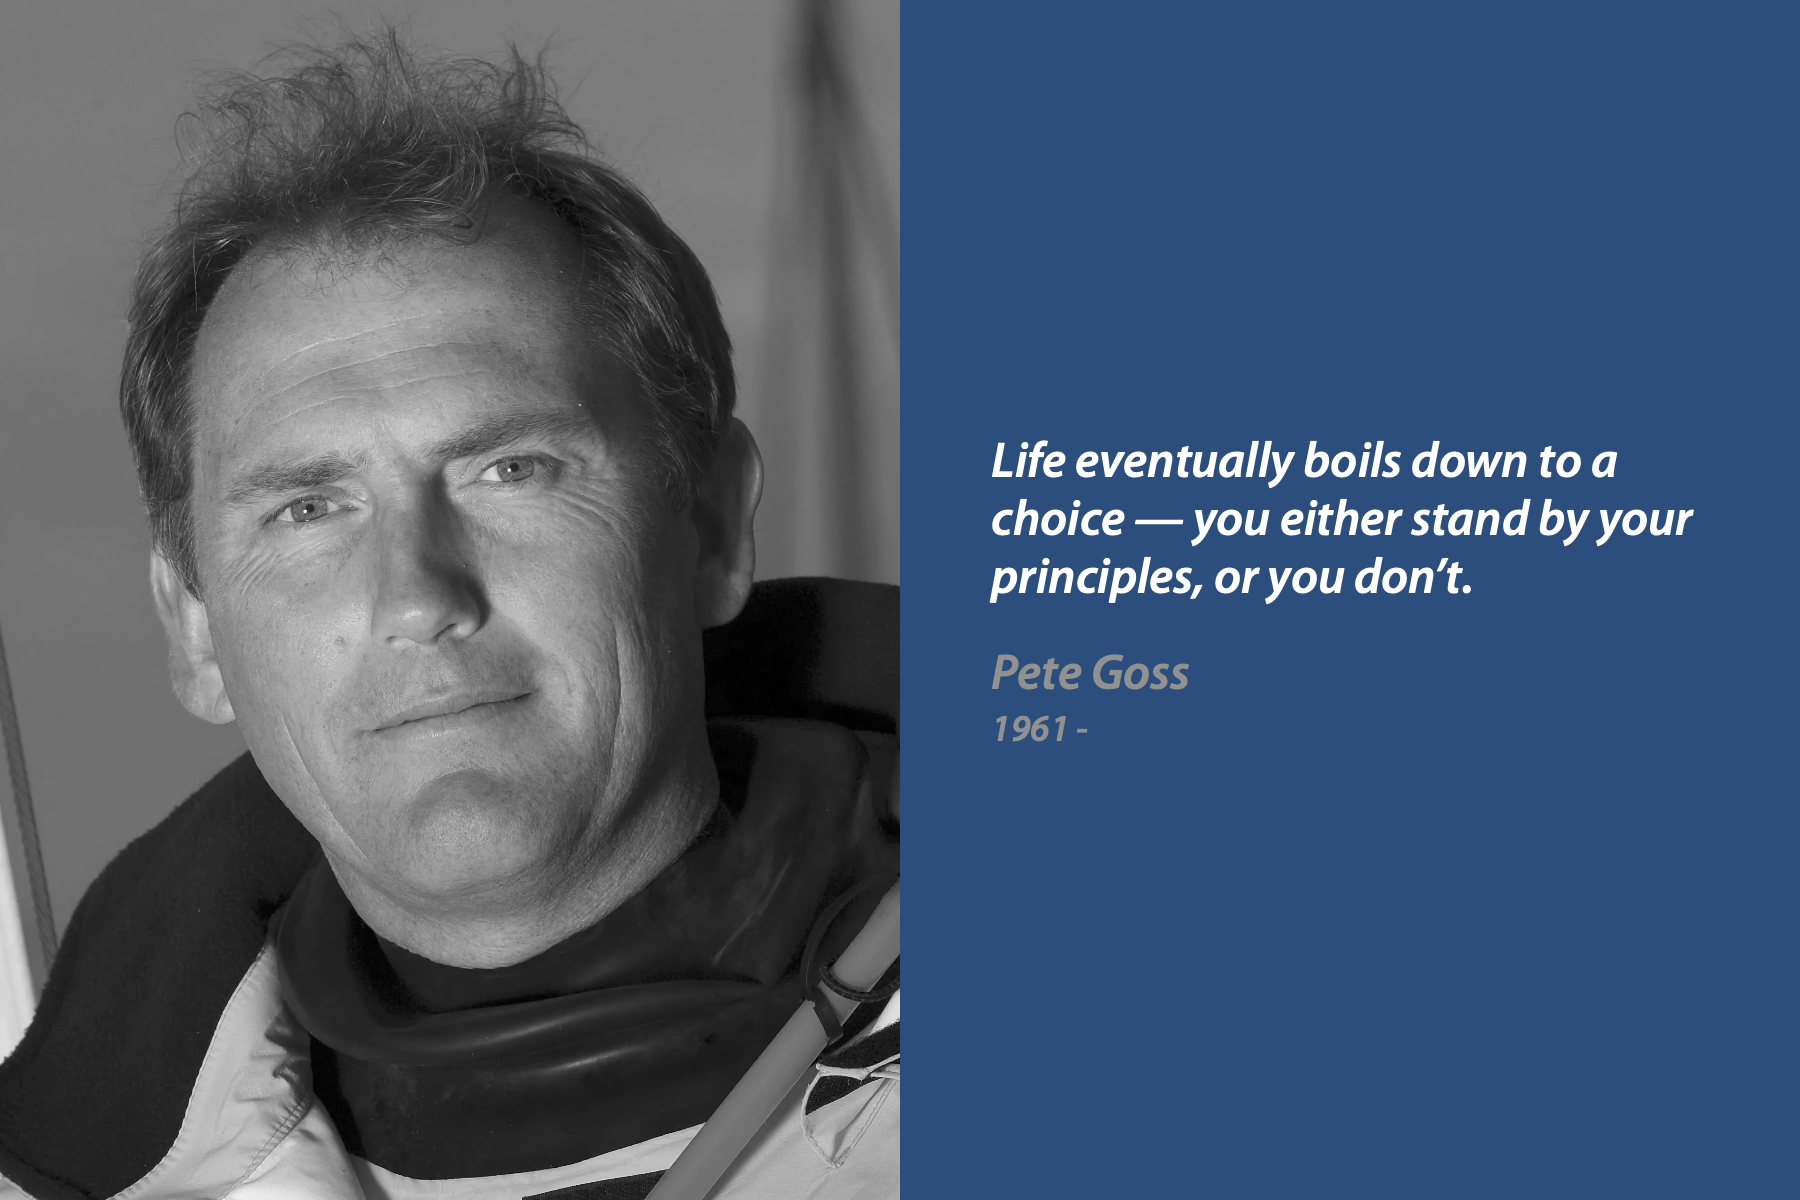 Life eventually boils down to a
choice — you either stand by your
principles, or you don’t.
Pete Goss
1961 -